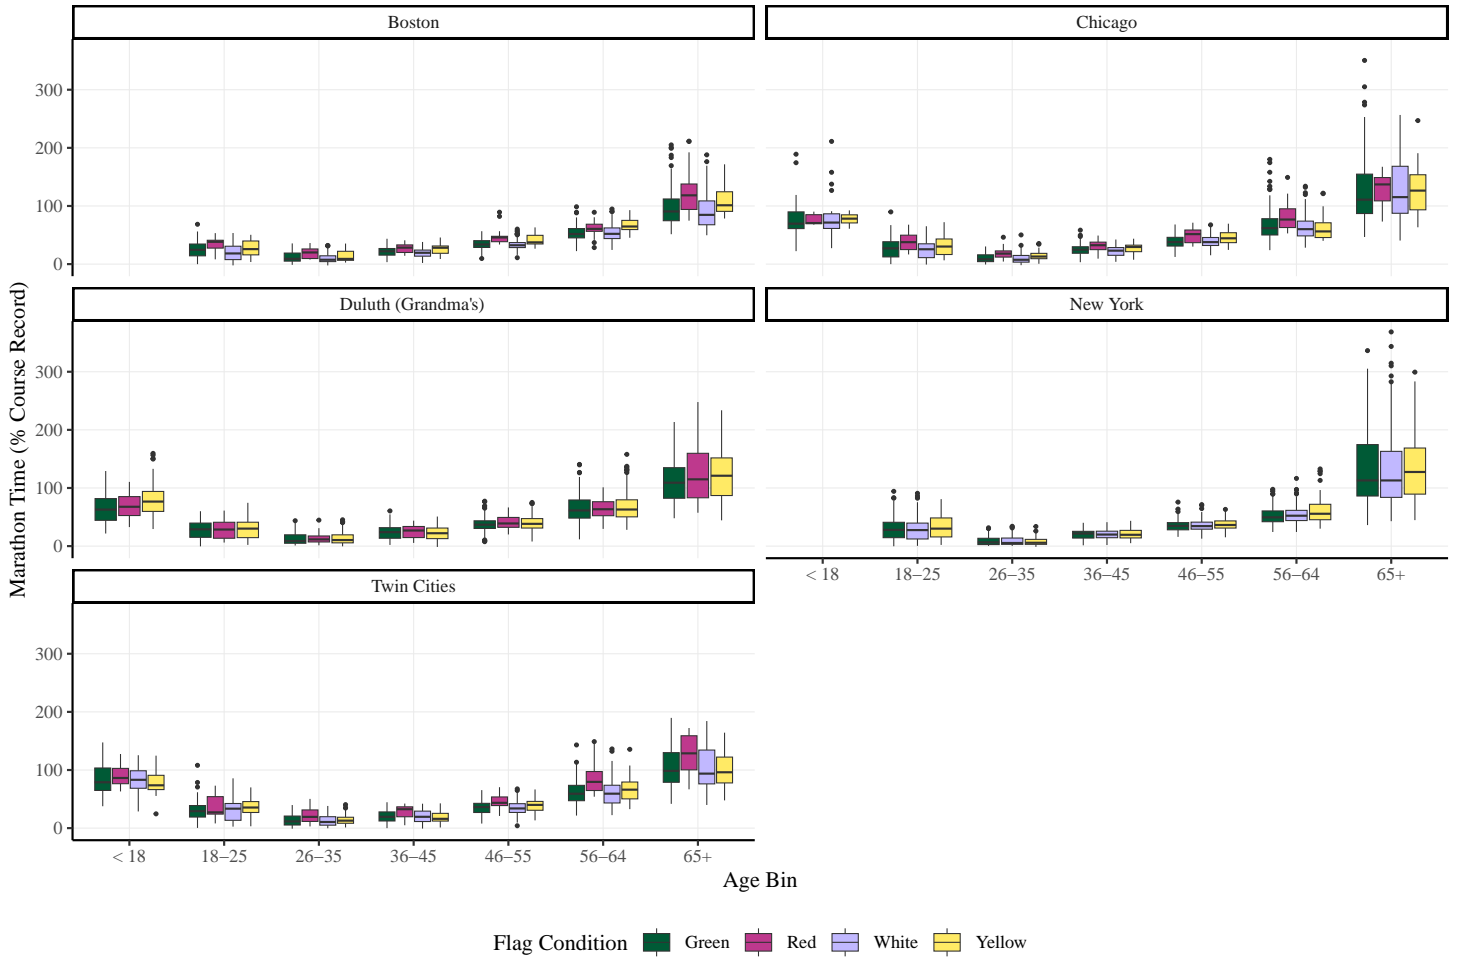 Boston
Chicago
300
200
100
0
Duluth (Grandma's)
New York
300
200
100
0
< 18 18–25 26–35 36–45 46–55 56–64 65+
Twin Cities
300
200
100
0
< 18 18–25 26–35 36–45 46–55 56–64 65+
Marathon Time (% Course Record)
Age Bin
Flag Condition Green Red White Yellow